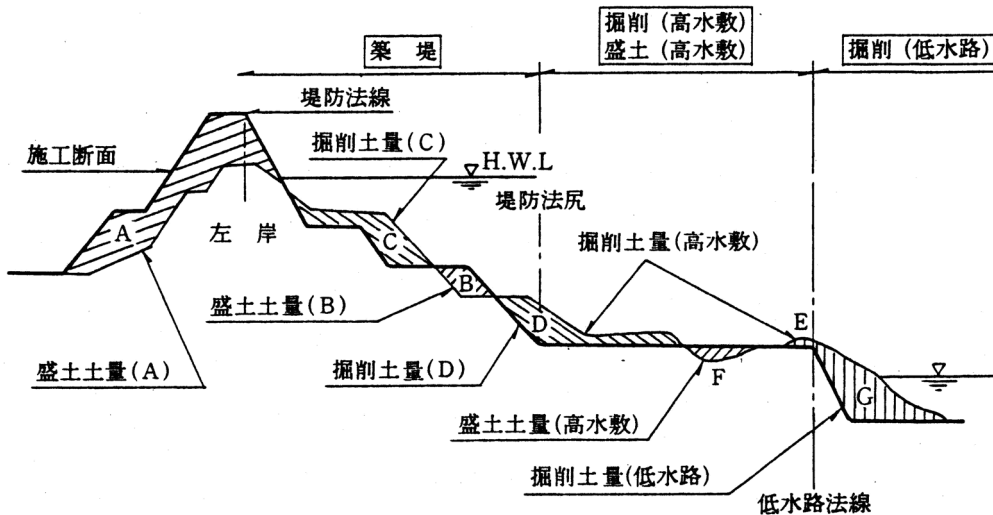 築 堤
掘削 (高水敷)
盛土 (高水敷)
掘削 (低水路)
堤防法線
掘削土量(C)
H.W.L
施工断面
堤防法尻
掘削土量(高水敷)
A
左 岸
C
B
盛土土量(B)
D
E
F
G
盛土土量(A)
掘削土量(D)
盛土土量(高水敷)
掘削土量(低水路)
低水路法線